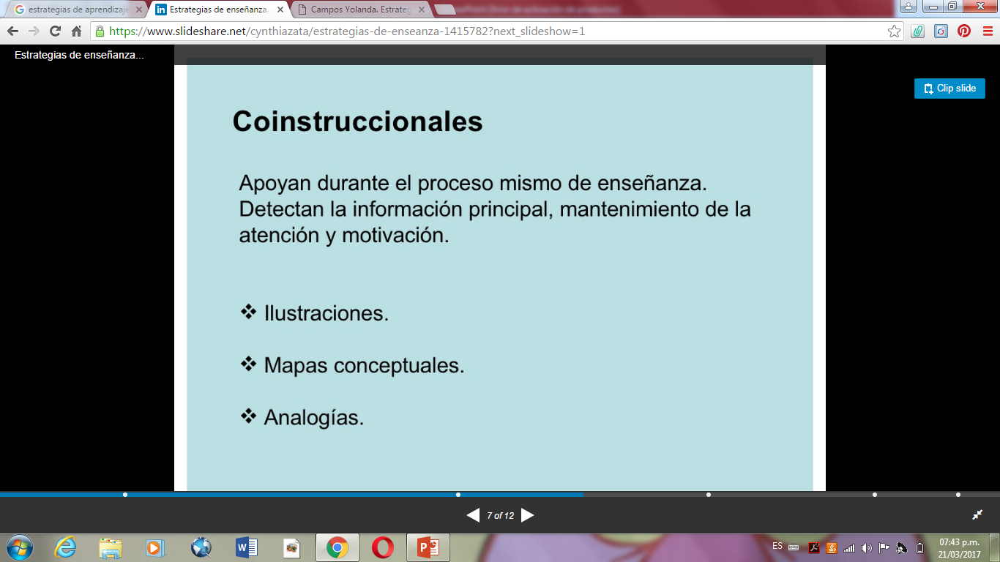 estrategias de aprendizaje
Estrategias de enseñanza.
Campos Yolanda. Estrateg
https://www.slideshare.net/cynthiazata/estrategias-de-enseanza-1415782?next_slideshow=1
Estrategias de enseñanza...
Clip slide
Coinstruccionales
Apoyan durante el proceso mismo de enseñanza.
Detectan la información principal, mantenimiento de la
atención y motivación.
❖ Ilustraciones.
❖ Mapas conceptuales.
❖ Analogías.
7 of 12
ES
07:43 p.m.
21/03/2017